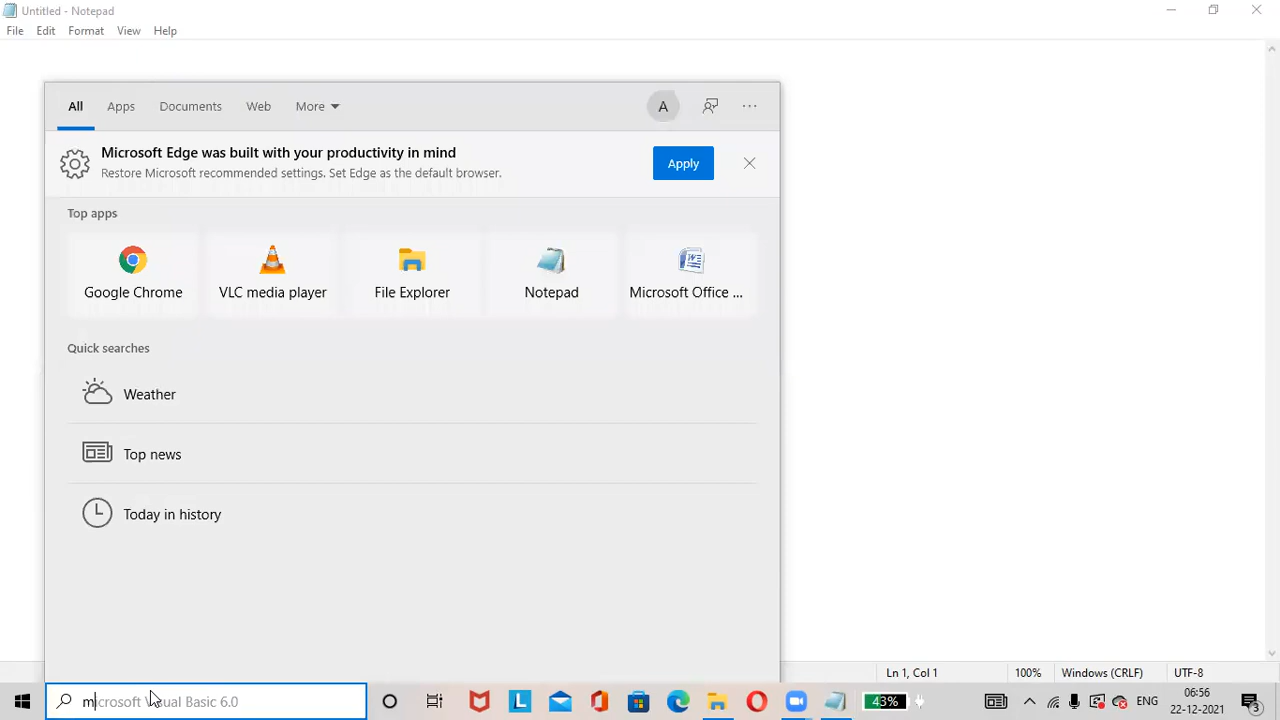 Untitled - Notepad
File Edit Format View Help
All Apps Documents Web More A ...
Microsoft Edge was built with your productivity in mind
Restore Microsoft recommended settings. Set Edge as the default browser.
Apply
Top apps
Google Chrome VLC media player File Explorer Notepad Microsoft Office ...
Quick searches
Weather
Top news
Today in history
Ln 1, Col 1 100% Windows (CRLF) UTF-8
microsoft Visual Basic 6.0
L 43% ENG 06:56
22-12-2021 3